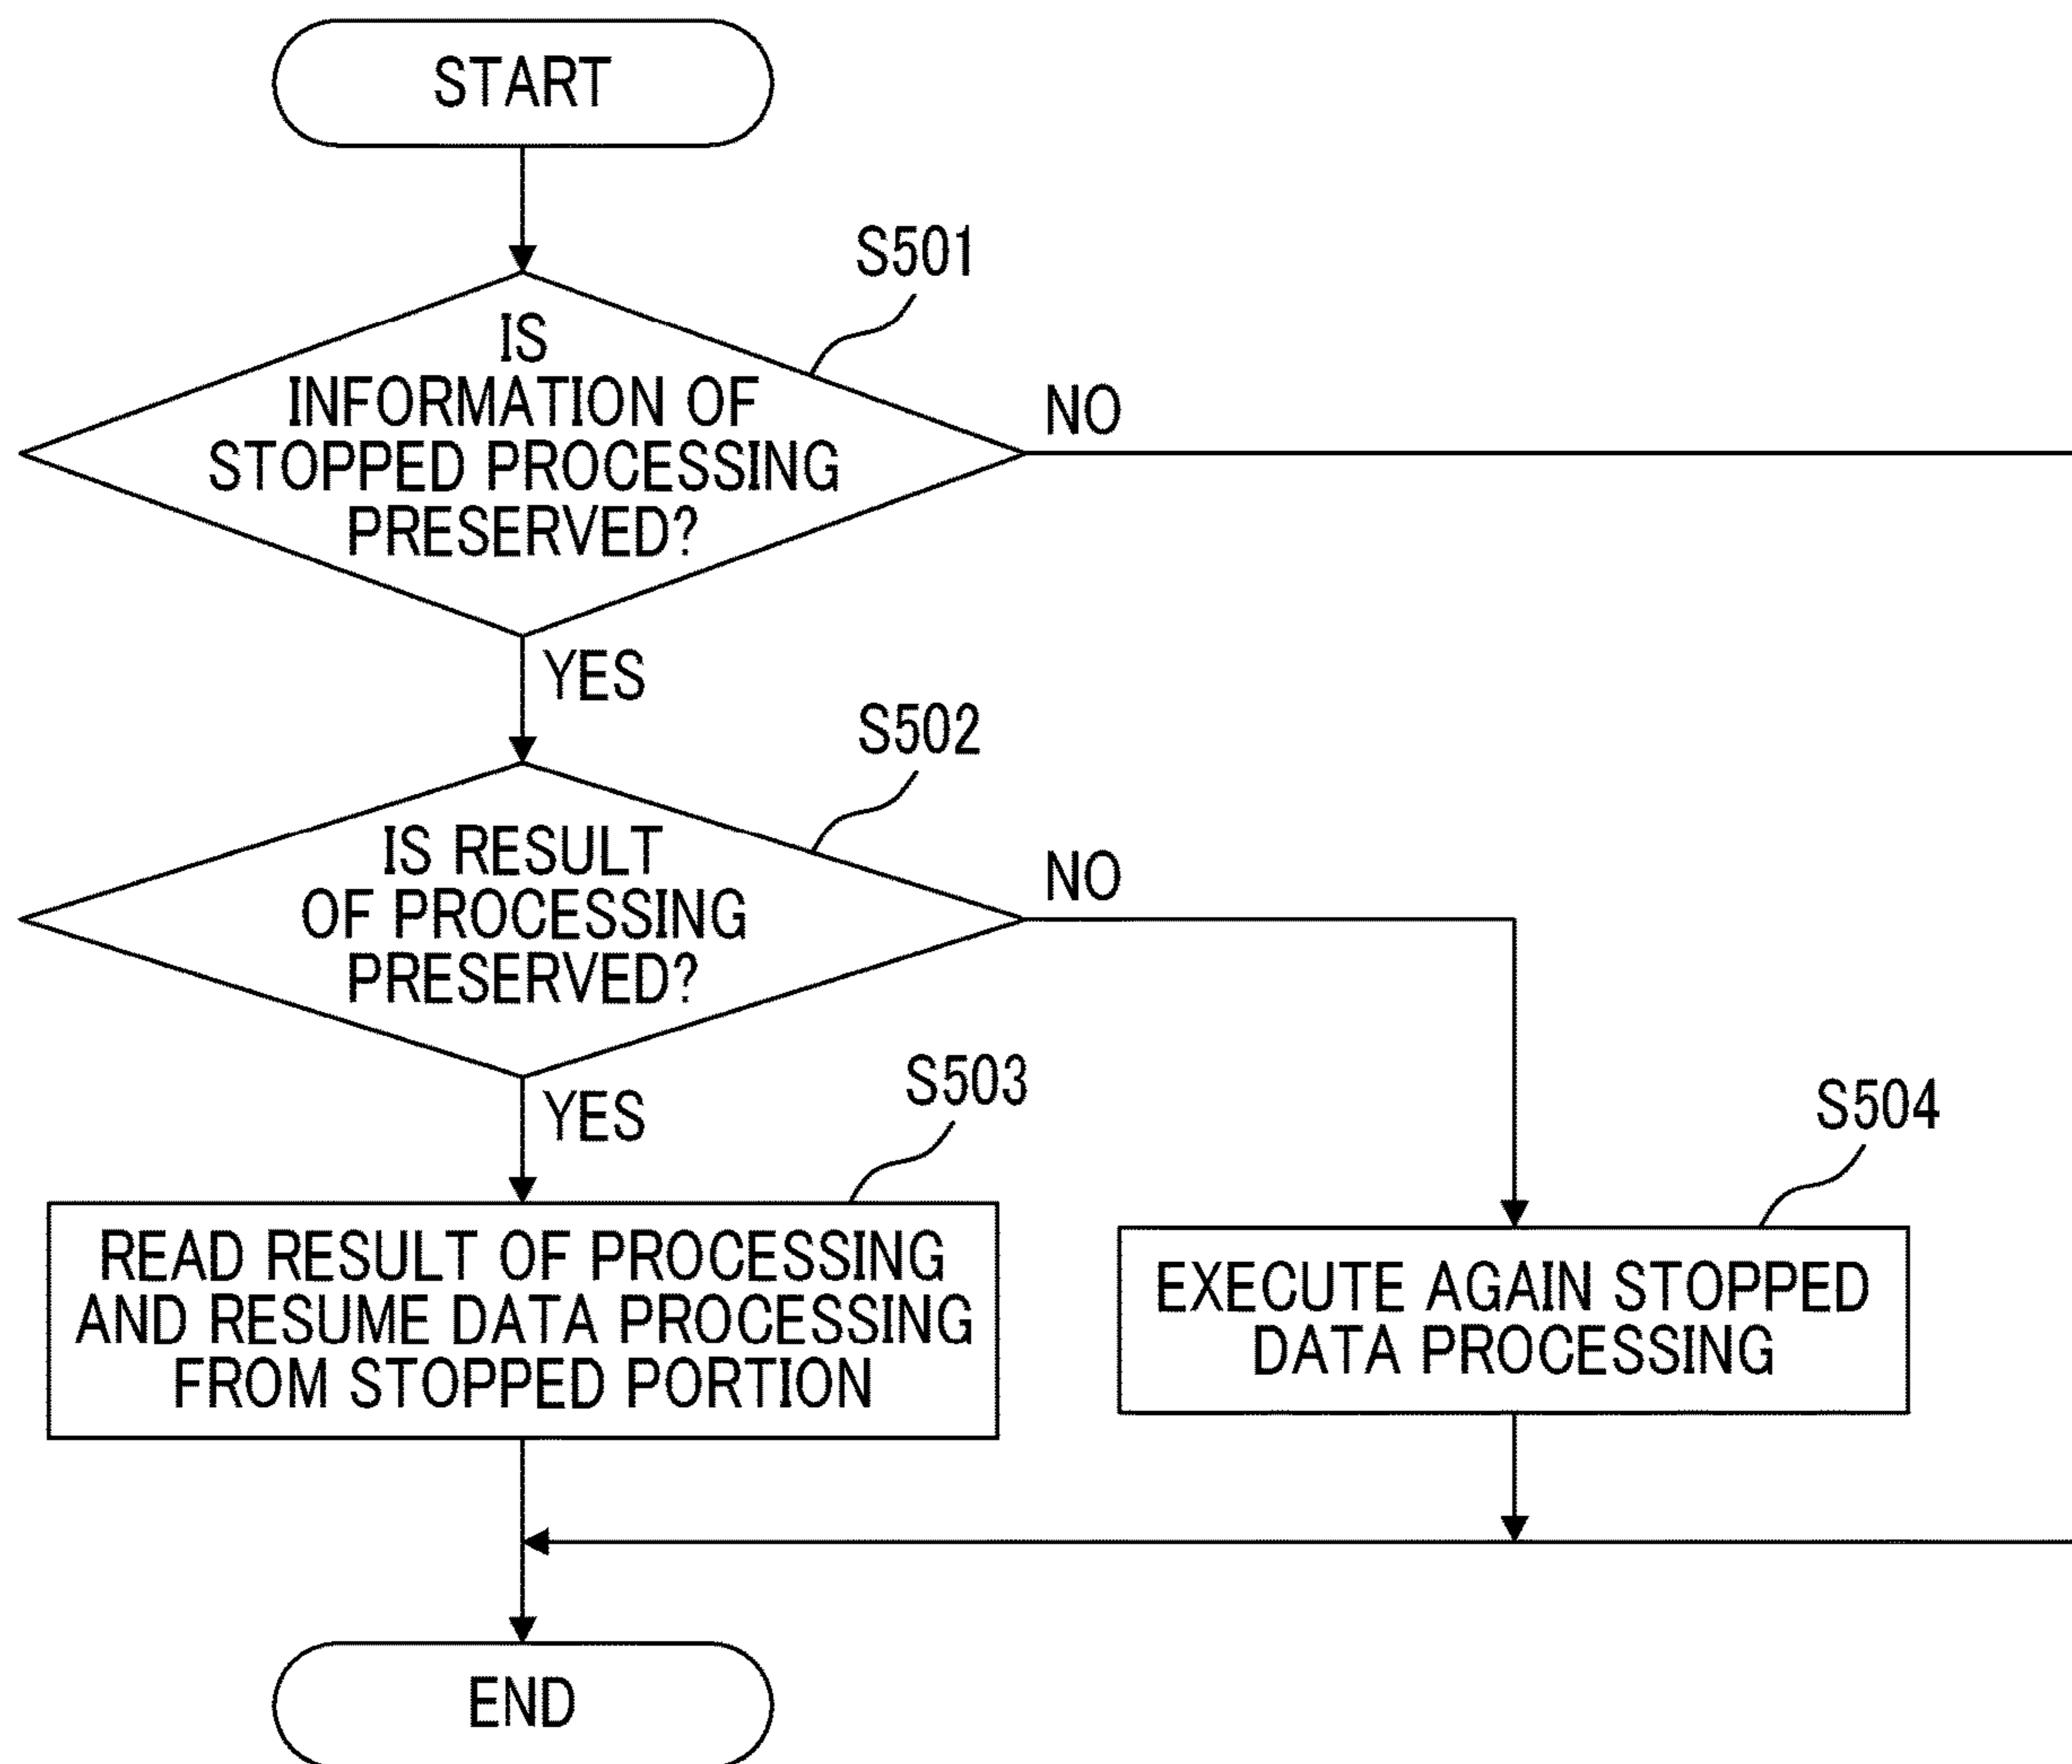 START
S501
IS
INFORMATION OF
STOPPED PROCESSING
PRESERVED?
NO
YES
S502
IS RESULT
OF PROCESSING
PRESERVED?
NO
YES
S503
READ RESULT OF PROCESSING
AND RESUME DATA PROCESSING
FROM STOPPED PORTION
S504
EXECUTE AGAIN STOPPED
DATA PROCESSING
END